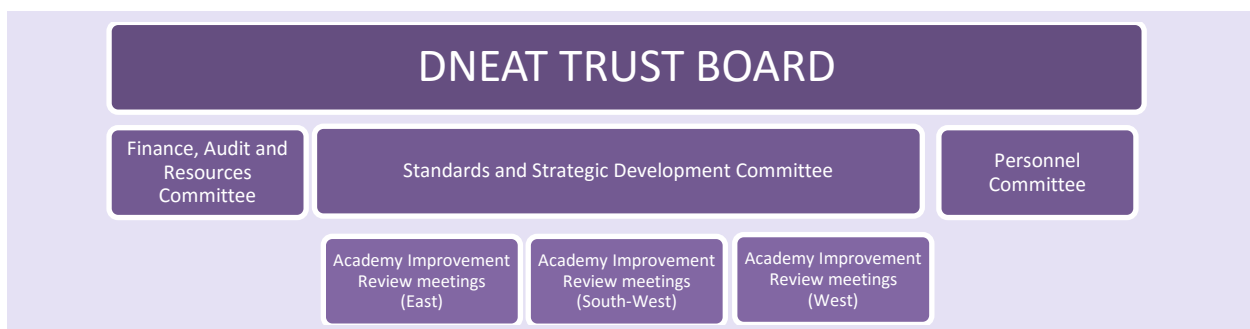 DNEAT TRUST BOARD
Finance, Audit and
Resources
Committee
Standards and Strategic Development Committee
Personnel
Committee
Academy Improvement
Review meetings
(East)
Academy Improvement
Review meetings
(South-West)
Academy Improvement
Review meetings
(West)